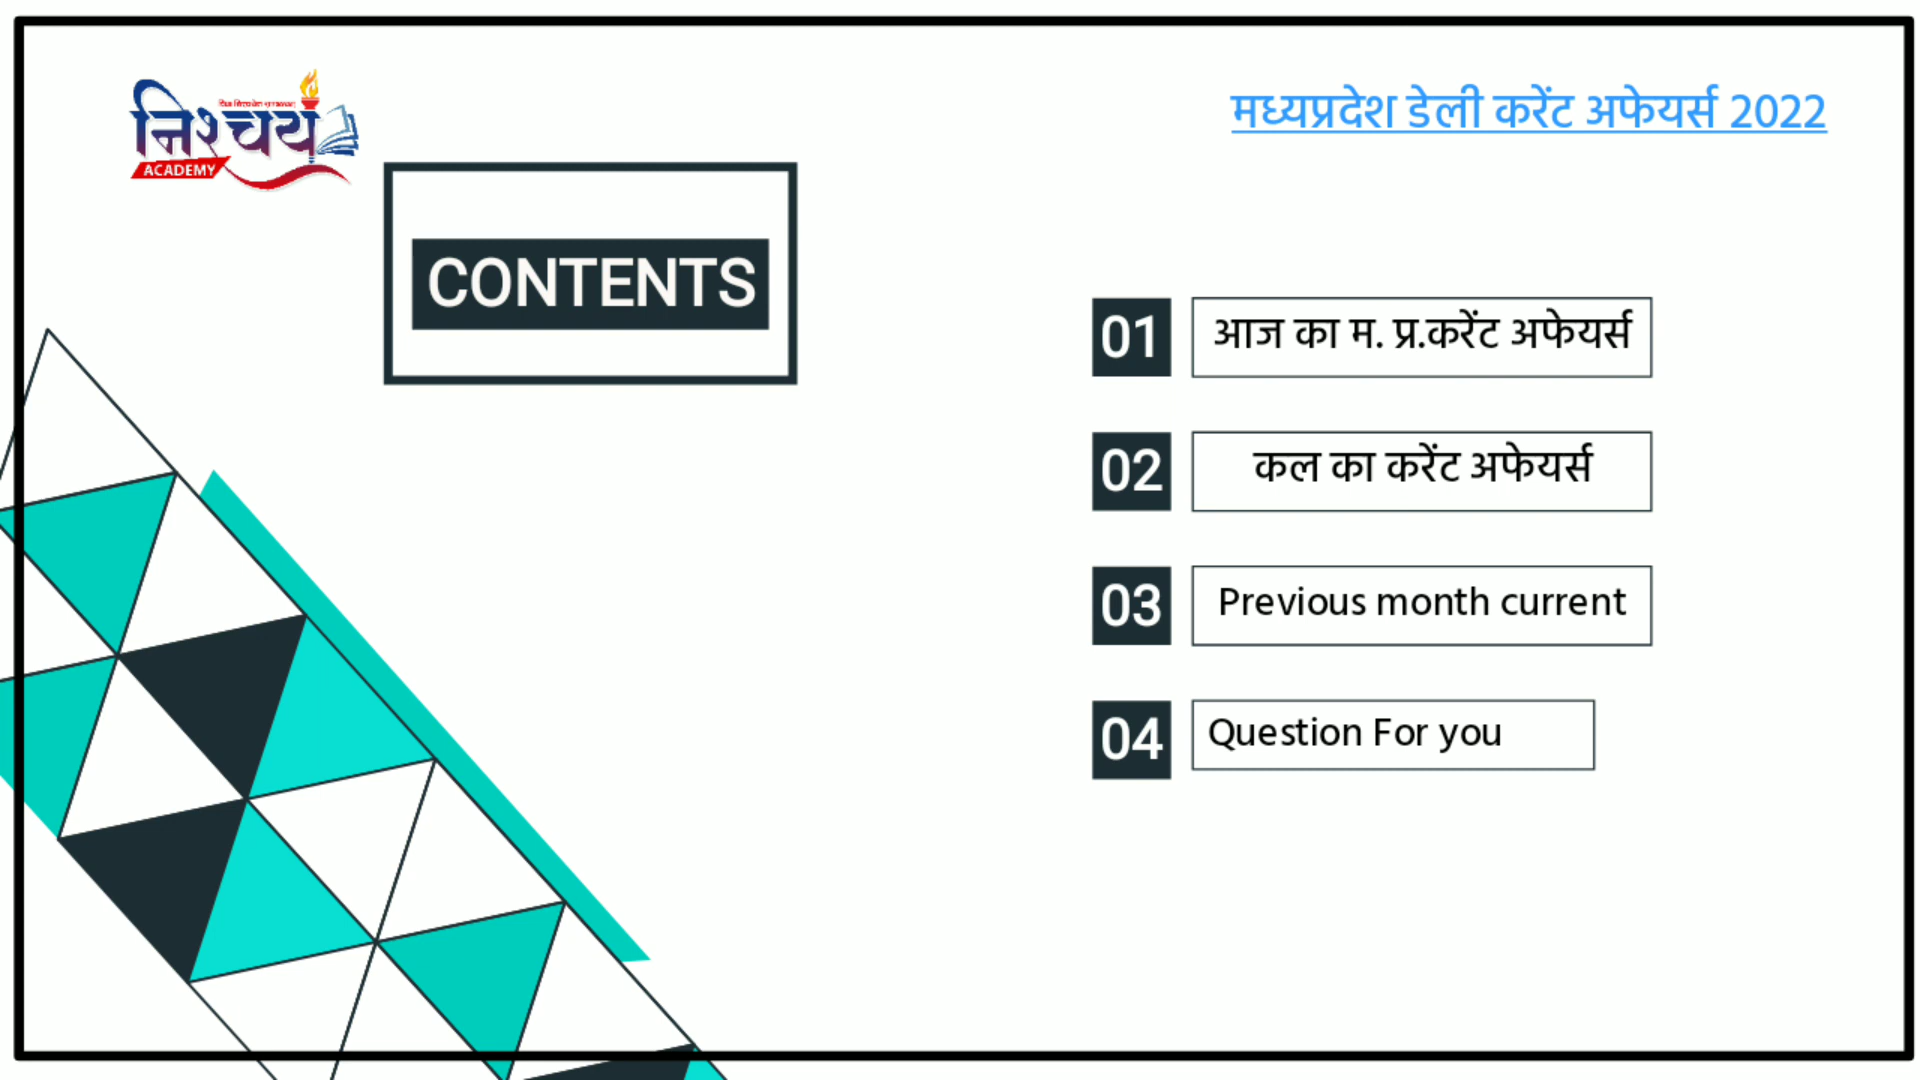 निश्चय
ACADEMY
मध्यप्रदेश डेली करेंट अफेयर्स 2022
CONTENTS
01 आज का म. प्र.करेंट अफेयर्स
02 कल का करेंट अफेयर्स
03 Previous month current
04 Question For you